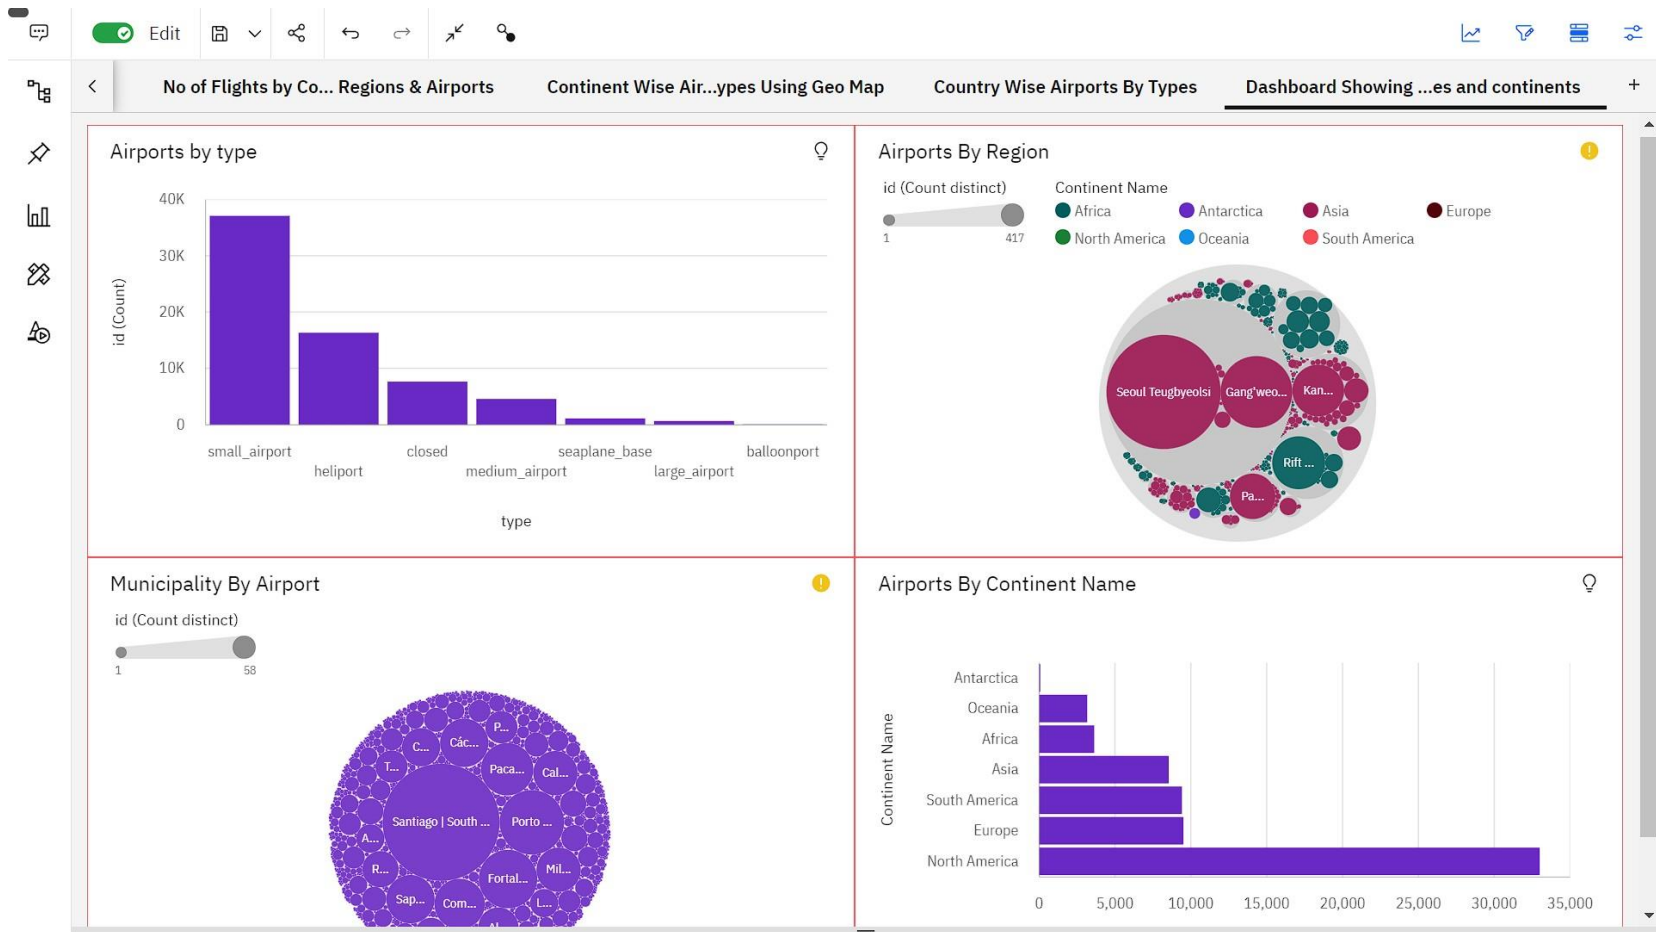 Edit
No of Flights by Co... Regions & Airports
Continent Wise Air...ypes Using Geo Map
Country Wise Airports By Types
Dashboard Showing ...es and continents
Airports by type
40K
30K
20K
10K
0
id (Count)
small_airport
heliport
closed
medium_airport
seaplane_base
large_airport
balloonport
type
Airports By Region
id (Count distinct)
1
417
Continent Name
Africa
Antarctica
Asia
Europe
North America
Oceania
South America
Seoul Teugbyeolsi
Gang'weo...
Kan...
Rift ...
Pa...
Municipality By Airport
id (Count distinct)
1
58
P...
C...
Các...
T...
Paca...
Cal...
Santiago | South ...
Porto ...
A...
R...
Fortal...
Mil...
Sap...
Com...
L...
Airports By Continent Name
Continent Name
Antarctica
Oceania
Africa
Asia
South America
Europe
North America
0
5,000
10,000
15,000
20,000
25,000
30,000
35,000